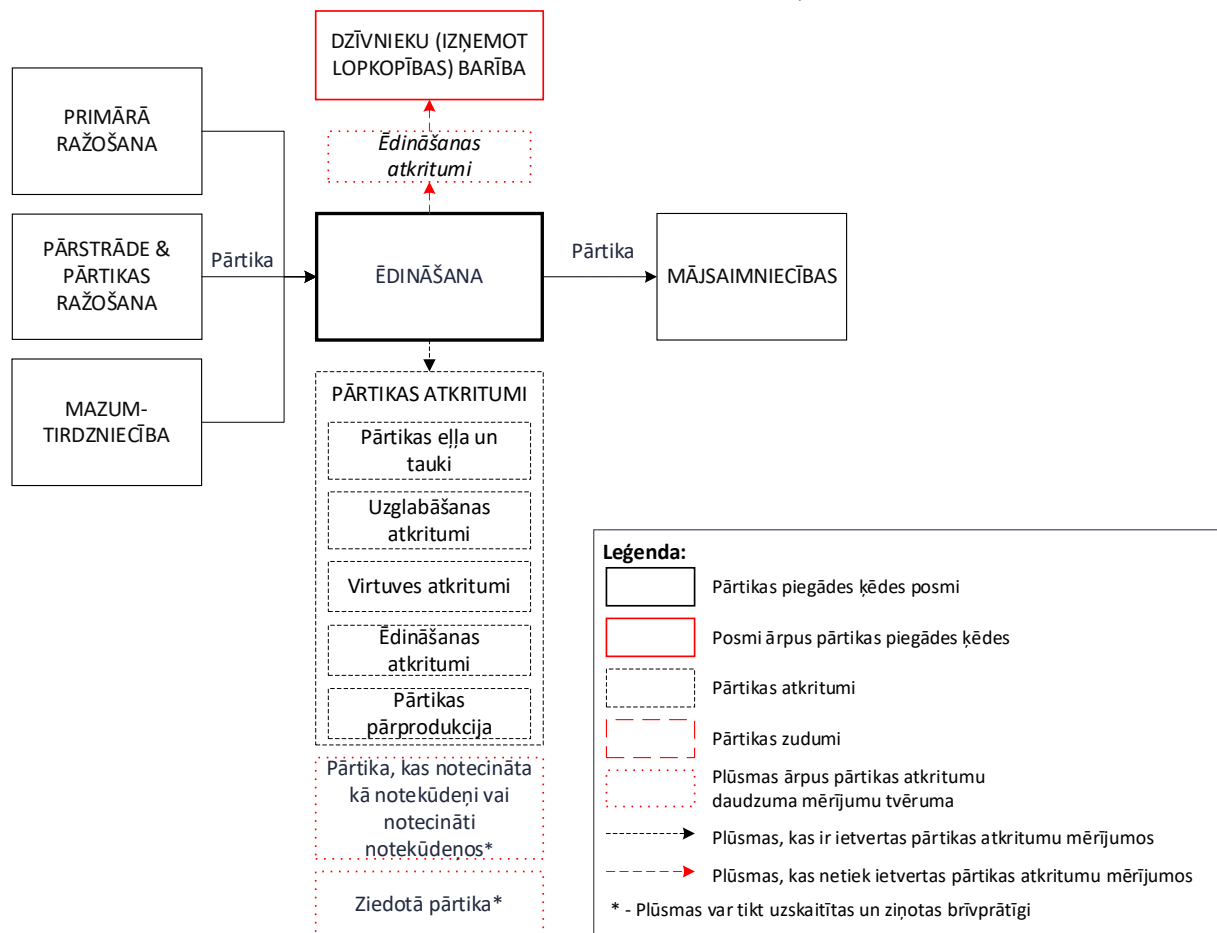 DZĪVNIEKU (IZŅEMOT
LOPKOPĪBAS) BARĪBA
PRIMĀRĀ
RAŽOŠANA
Ēdināšanas
atkritumi
PĀRSTRĀDE &
PĀRTIKAS
RAŽOŠANA
Pārtika
ĒDINĀŠANA
Pārtika
MĀJSAIMNIECĪBAS
MAZUM-
TIRDZNIECĪBA
PĀRTIKAS ATKRITUMI
Pārtikas eļļa un
tauki
Uzglabāšanas
atkritumi
Virtuves atkritumi
Ēdināšanas
atkritumi
Pārtikas
pārprodukcija
Pārtika, kas notecināta
kā notekūdeņi vai
notecināti
notekūdeņos*
Ziedotā pārtika*
Leģenda:
Pārtikas piegādes ķēdes posmi
Posmi ārpus pārtikas piegādes ķēdes
Pārtikas atkritumi
Pārtikas zudumi
Plūsmas ārpus pārtikas atkritumu
daudzuma mērījumu tvēruma
Plūsmas, kas ir ietvertas pārtikas atkritumu mērījumos
Plūsmas, kas netiek ietvertas pārtikas atkritumu mērījumos
* - Plūsmas var tikt uzskaitītas un ziņotas brīvprātīgi